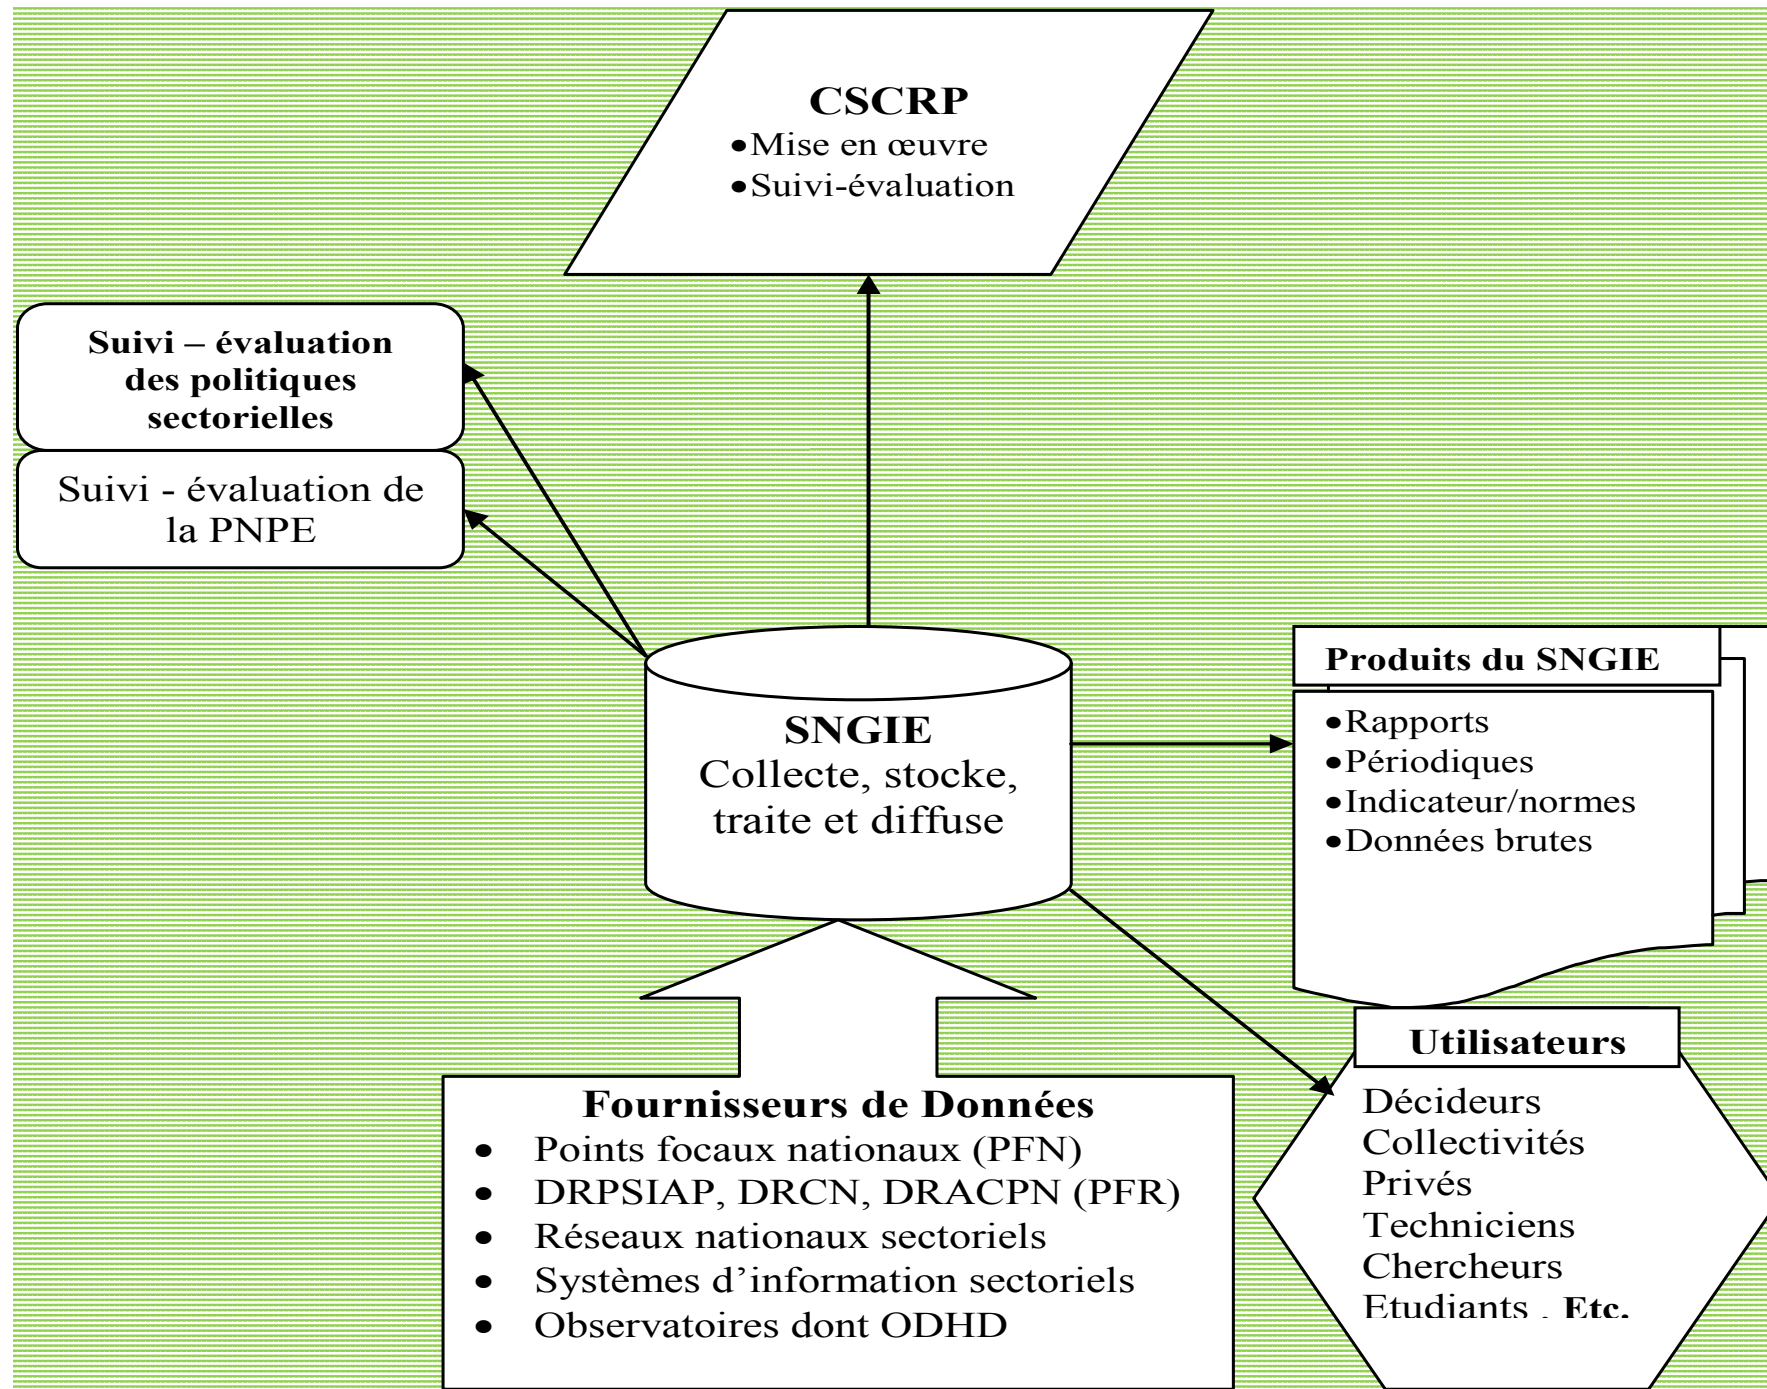 CSCRP
•Mise en œuvre
•Suivi-évaluation
Suivi – évaluation
des politiques
sectorielles
Suivi - évaluation de
la PNPE
SNGIE
Collecte, stocke,
traite et diffuse
Produits du SNGIE
•Rapports
•Périodiques
•Indicateur/normes
•Données brutes
Fournisseurs de Données
• Points focaux nationaux (PFN)
• DRPSIAP, DRCN, DRACPN (PFR)
• Réseaux nationaux sectoriels
• Systèmes d’information sectoriels
• Observatoires dont ODHD
Utilisateurs
Décideurs
Collectivités
Privés
Techniciens
Chercheurs
Etudiants , Etc.